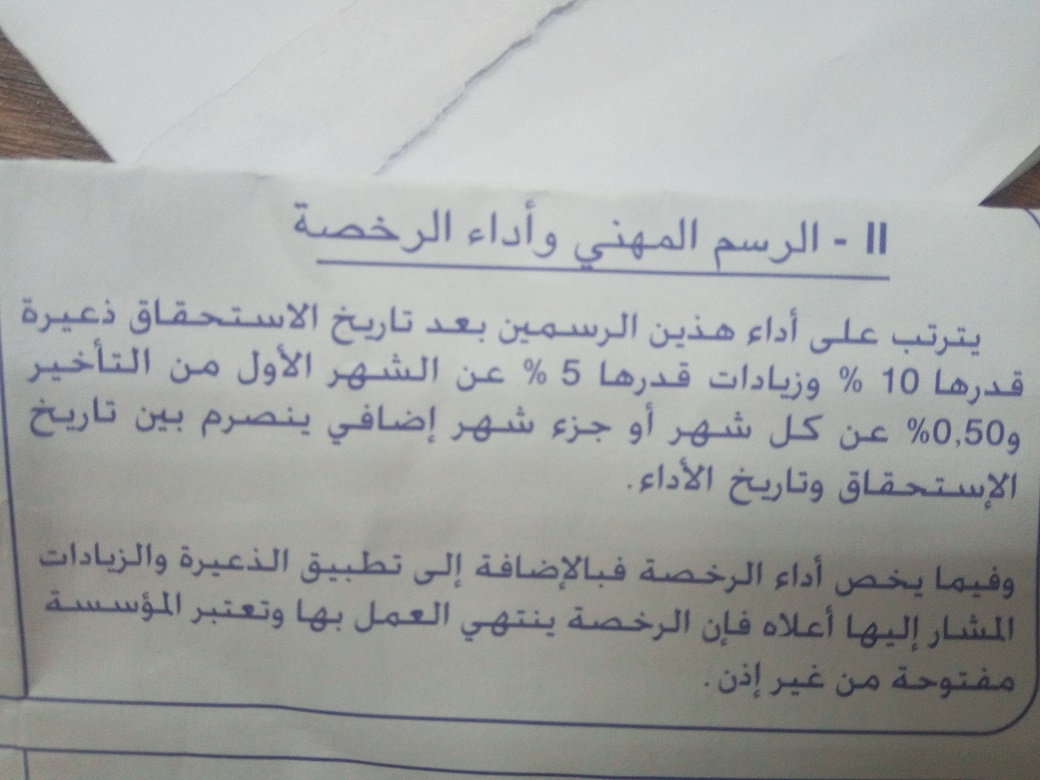 II - الرسم المهني وأداء الرخصة
يترتب على أداء هذين الرسمين بعد تاريخ الاستحقاق ذعيرة
قدرها 10 % وزيادات قدرها 5 % عن الشهر الأول من التأخير
و0,50% عن كل شهر أو جزء شهر إضافي ينصرم بين تاريخ
الإستحقاق وتاريخ الأداء.
وفيما يخص أداء الرخصة فبالإضافة إلى تطبيق الذعيرة والزيادات
المشار إليها أعلاه فإن الرخصة ينتهي العمل بها وتعتبر المؤسسة
مفتوحة من غير إذن.